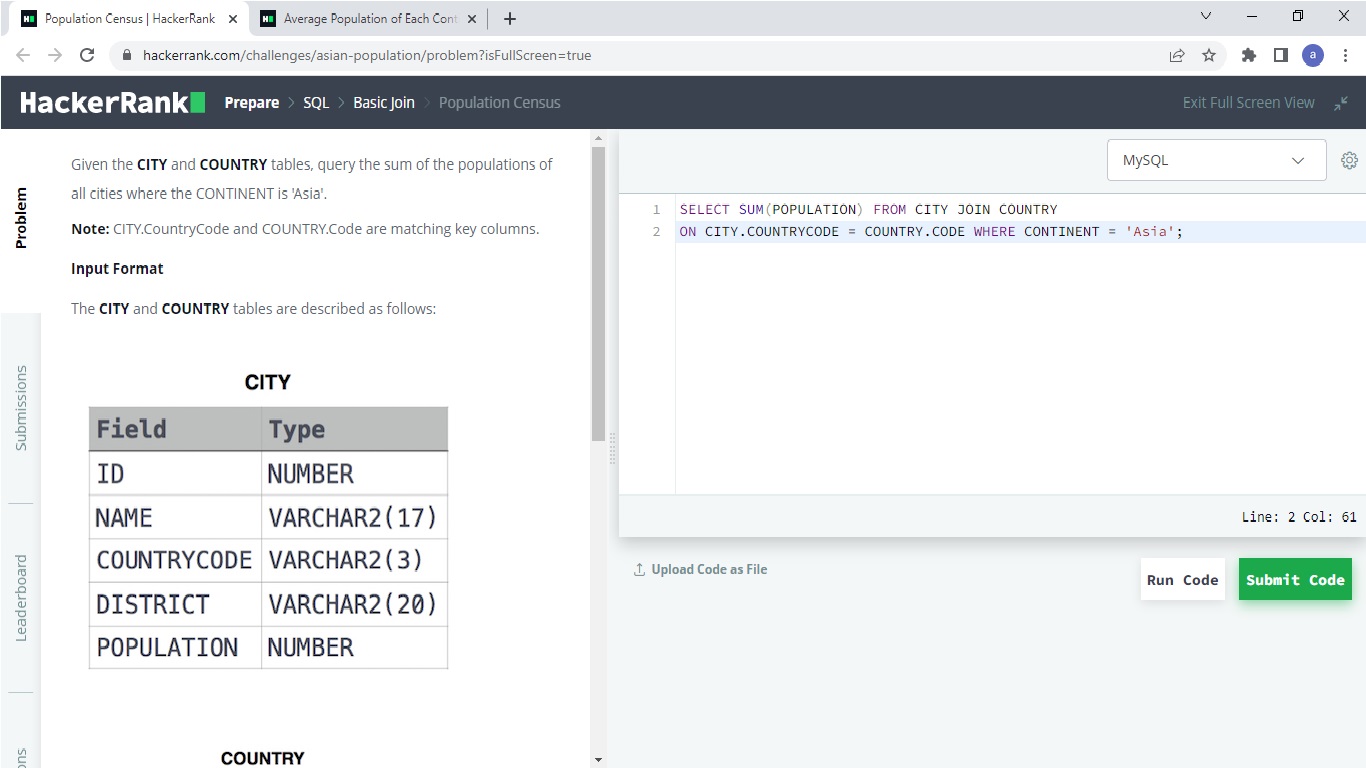 Population Census | HackerRank
Average Population of Each Cont
hackerrank.com/challenges/asian-population/problem?isFullScreen=true
a
HackerRank
Prepare > SQL > Basic Join > Population Census
Exit Full Screen View
Problem
Submissions
Leaderboard
ons
Given the CITY and COUNTRY tables, query the sum of the populations of
all cities where the CONTINENT is 'Asia'.
Note: CITY.CountryCode and COUNTRY.Code are matching key columns.
Input Format
The CITY and COUNTRY tables are described as follows:
CITY
Field Type
ID NUMBER
NAME VARCHAR2(17)
COUNTRYCODE VARCHAR2(3)
DISTRICT VARCHAR2(20)
POPULATION NUMBER
COUNTRY
MySQL
1 SELECT SUM(POPULATION) FROM CITY JOIN COUNTRY
2 ON CITY.COUNTRYCODE = COUNTRY.CODE WHERE CONTINENT = 'Asia';
Line: 2 Col: 61
Upload Code as File
Run Code
Submit Code